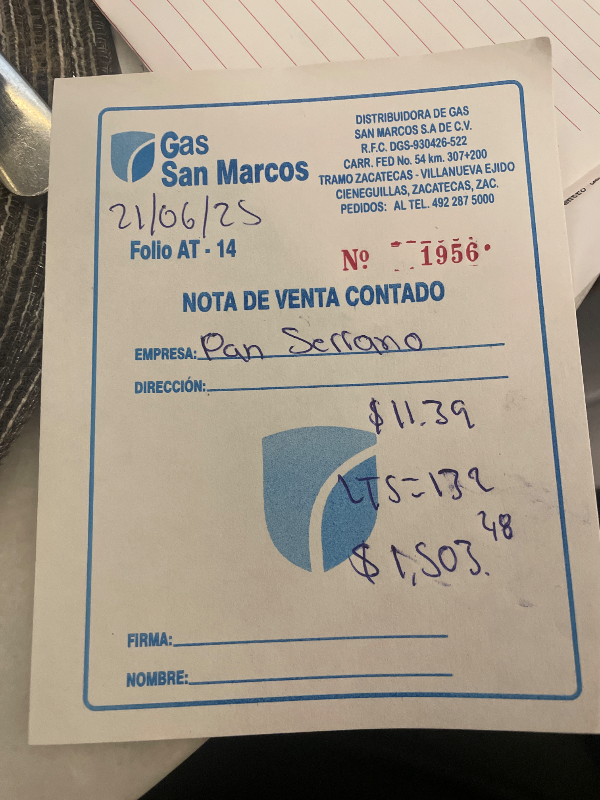 Gas
San Marcos
DISTRIBUIDORA DE GAS
SAN MARCOS S.A DE C.V.
R.F.C. DGS-930426-522
CARR. FED No. 54 km. 307+200
TRAMO ZACATECAS - VILLANUEVA EJIDO
CIENEGUILLAS, ZACATECAS, ZAC.
PEDIDOS: AL TEL. 492 287 5000
21/06/25
Folio AT - 14
Nº 1956
NOTA DE VENTA CONTADO
EMPRESA: Pan Serrano
DIRECCIÓN:
$11.39
LTS=132
$1,503.48
FIRMA:
NOMBRE: